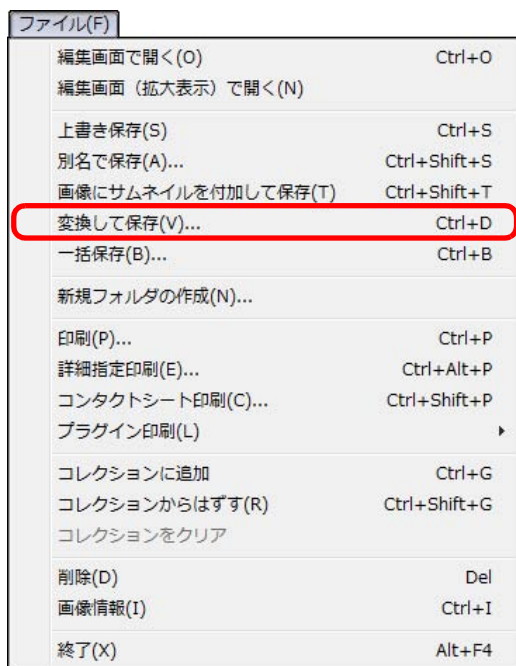 ファイル(F)
編集画面で開く(O) Ctrl+O
編集画面（拡大表示）で開く(N)
上書き保存(S) Ctrl+S
別名で保存(A)... Ctrl+Shift+S
画像にサムネイルを付加して保存(T) Ctrl+Shift+T
変換して保存(V)... Ctrl+D
一括保存(B)... Ctrl+B
新規フォルダの作成(N)...
印刷(P)... Ctrl+P
詳細指定印刷(E)... Ctrl+Alt+P
コンタクトシート印刷(C)... Ctrl+Shift+P
プラグイン印刷(L)
コレクションに追加 Ctrl+G
コレクションからはずす(R) Ctrl+Shift+G
コレクションをクリア
削除(D) Del
画像情報(I) Ctrl+I
終了(X) Alt+F4